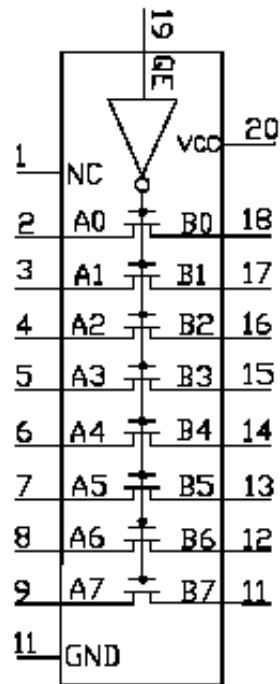 19
QE
VCC 20
1 NC
2 A0 B0 18
3 A1 B1 17
4 A2 B2 16
5 A3 B3 15
6 A4 B4 14
7 A5 B5 13
8 A6 B6 12
9 A7 B7 11
11 GND